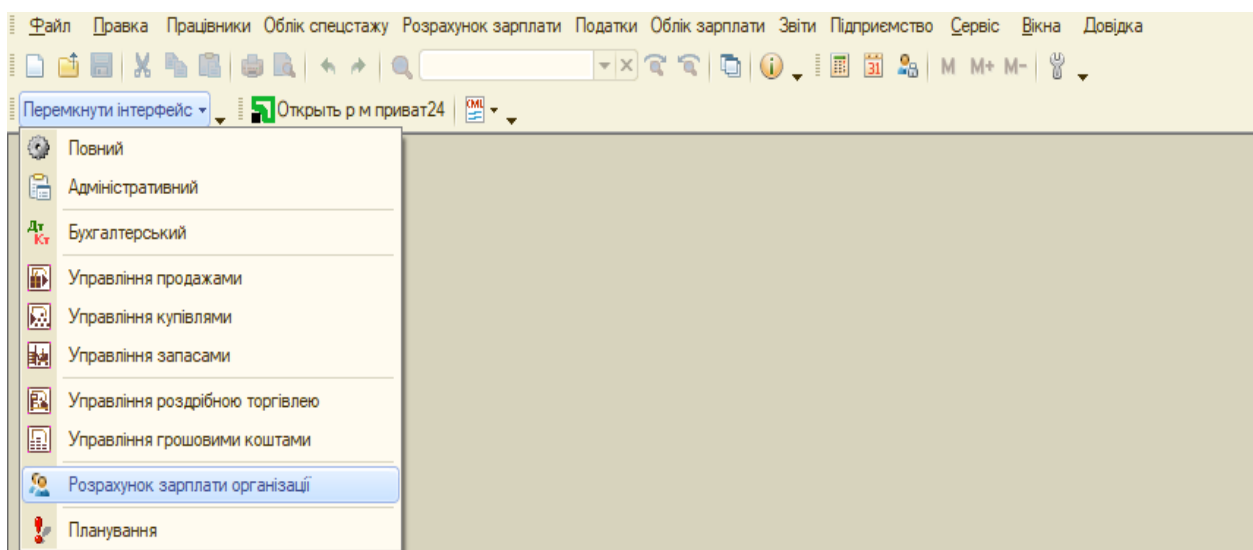 Файл Правка Працівники Облік спецстажу Розрахунок зарплати Податки Облік зарплати Звіти Підприємство Сервіс Вікна Довідка
31 M M+ M-
Перемкнути інтерфейс Открыть р м приват24 CML
Повний
Адміністративний
Дт Кт Бухгалтерський
Управління продажами
Управління купівлями
Управління запасами
Управління роздрібною торгівлею
Управління грошовими коштами
Розрахунок зарплати організації
Планування